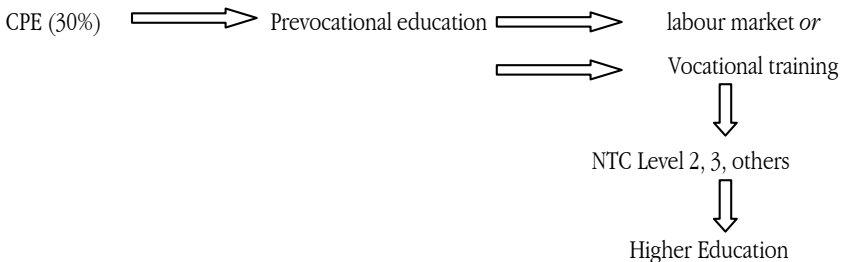 CPE (30%) Prevocational education labour market or
Vocational training
NTC Level 2, 3, others
Higher Education